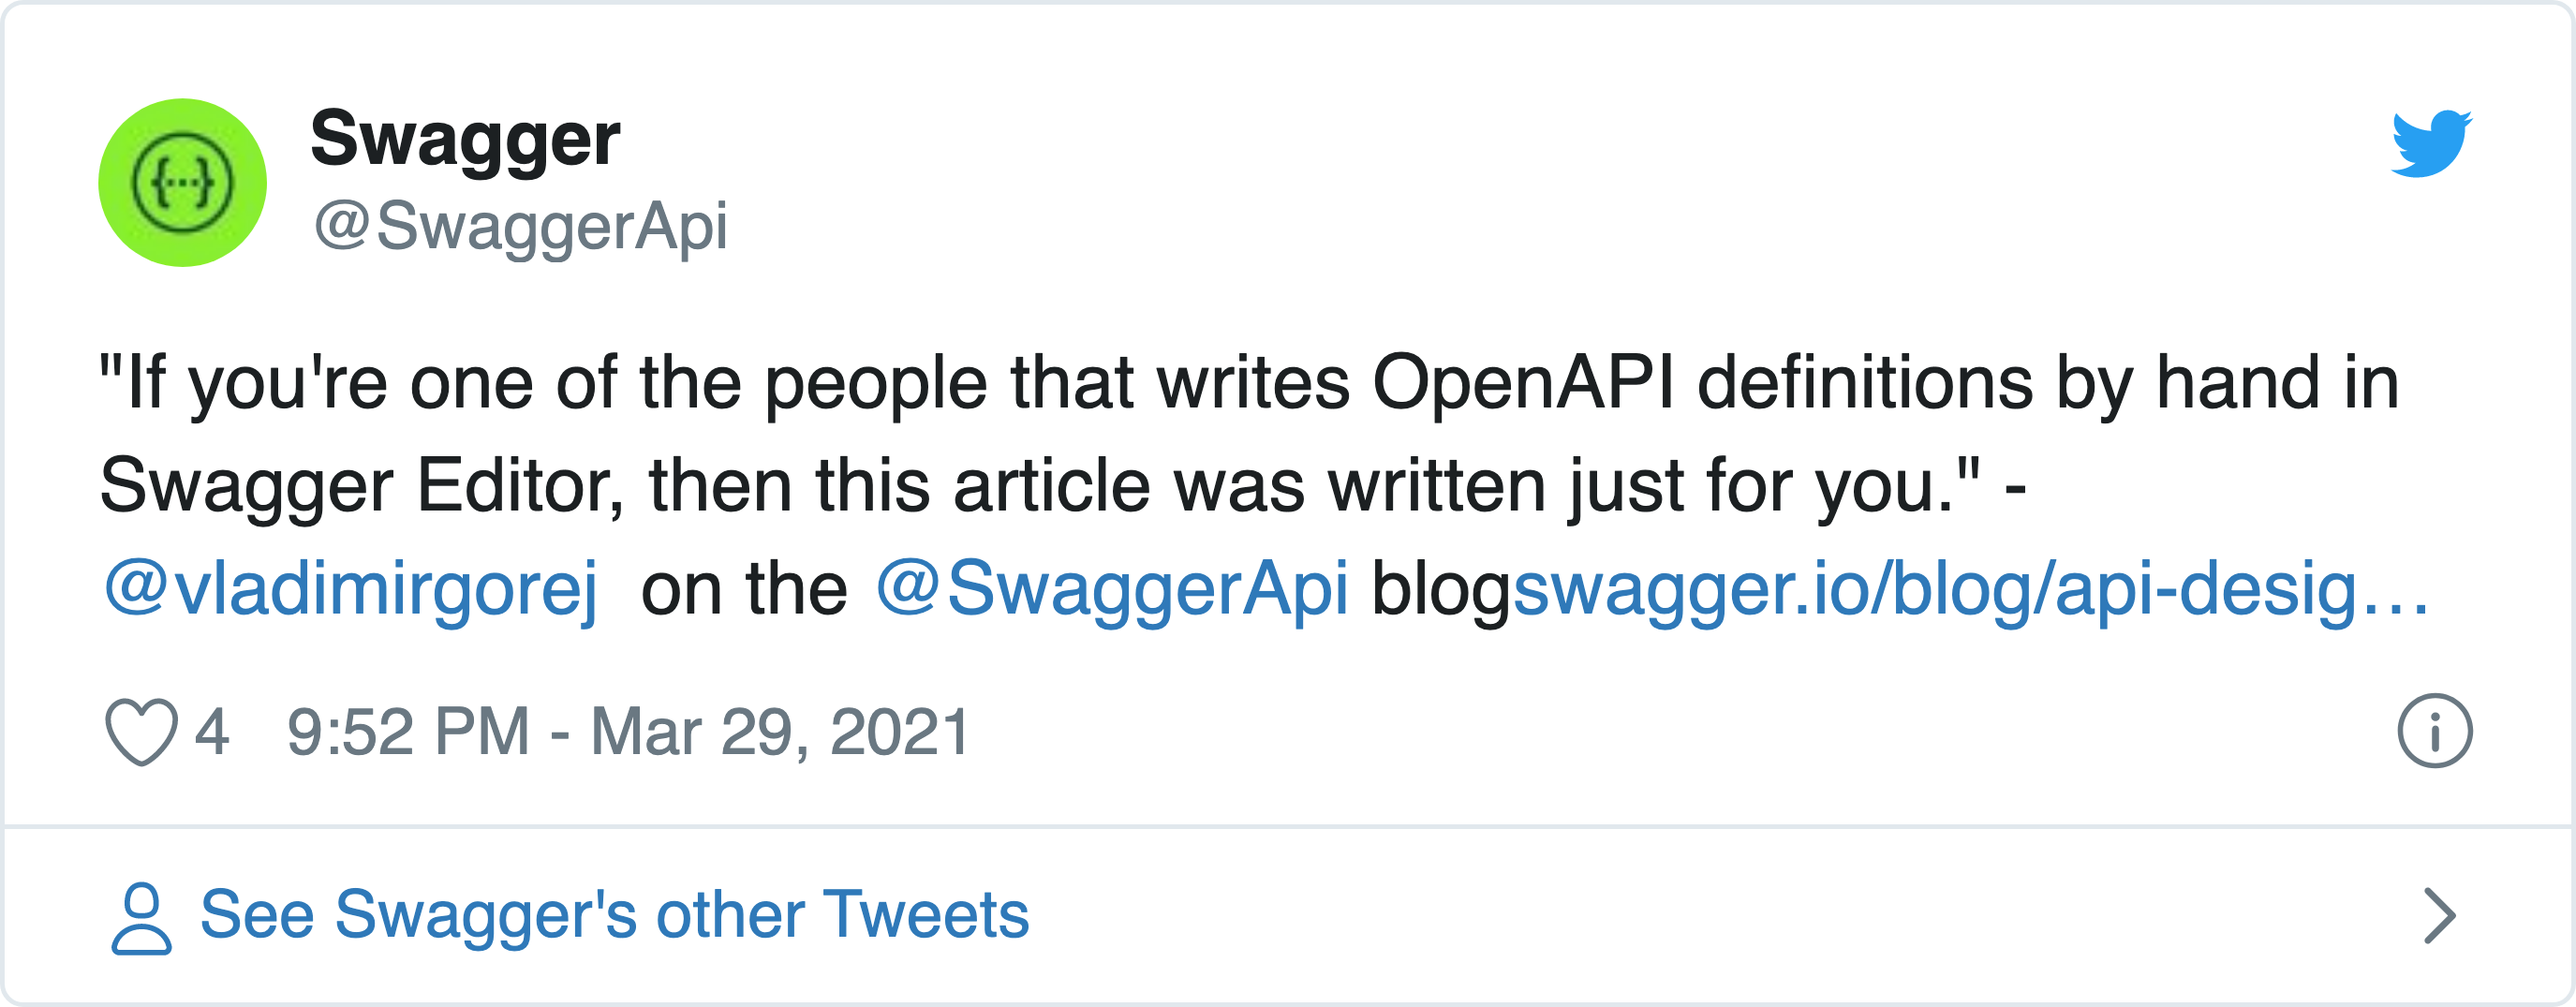 Swagger
@SwaggerApi
"If you're one of the people that writes OpenAPI definitions by hand in
Swagger Editor, then this article was written just for you." -
@vladimirgorej  on the @SwaggerApi blogswagger.io/blog/api-desig…
4 9:52 PM - Mar 29, 2021
See Swagger's other Tweets